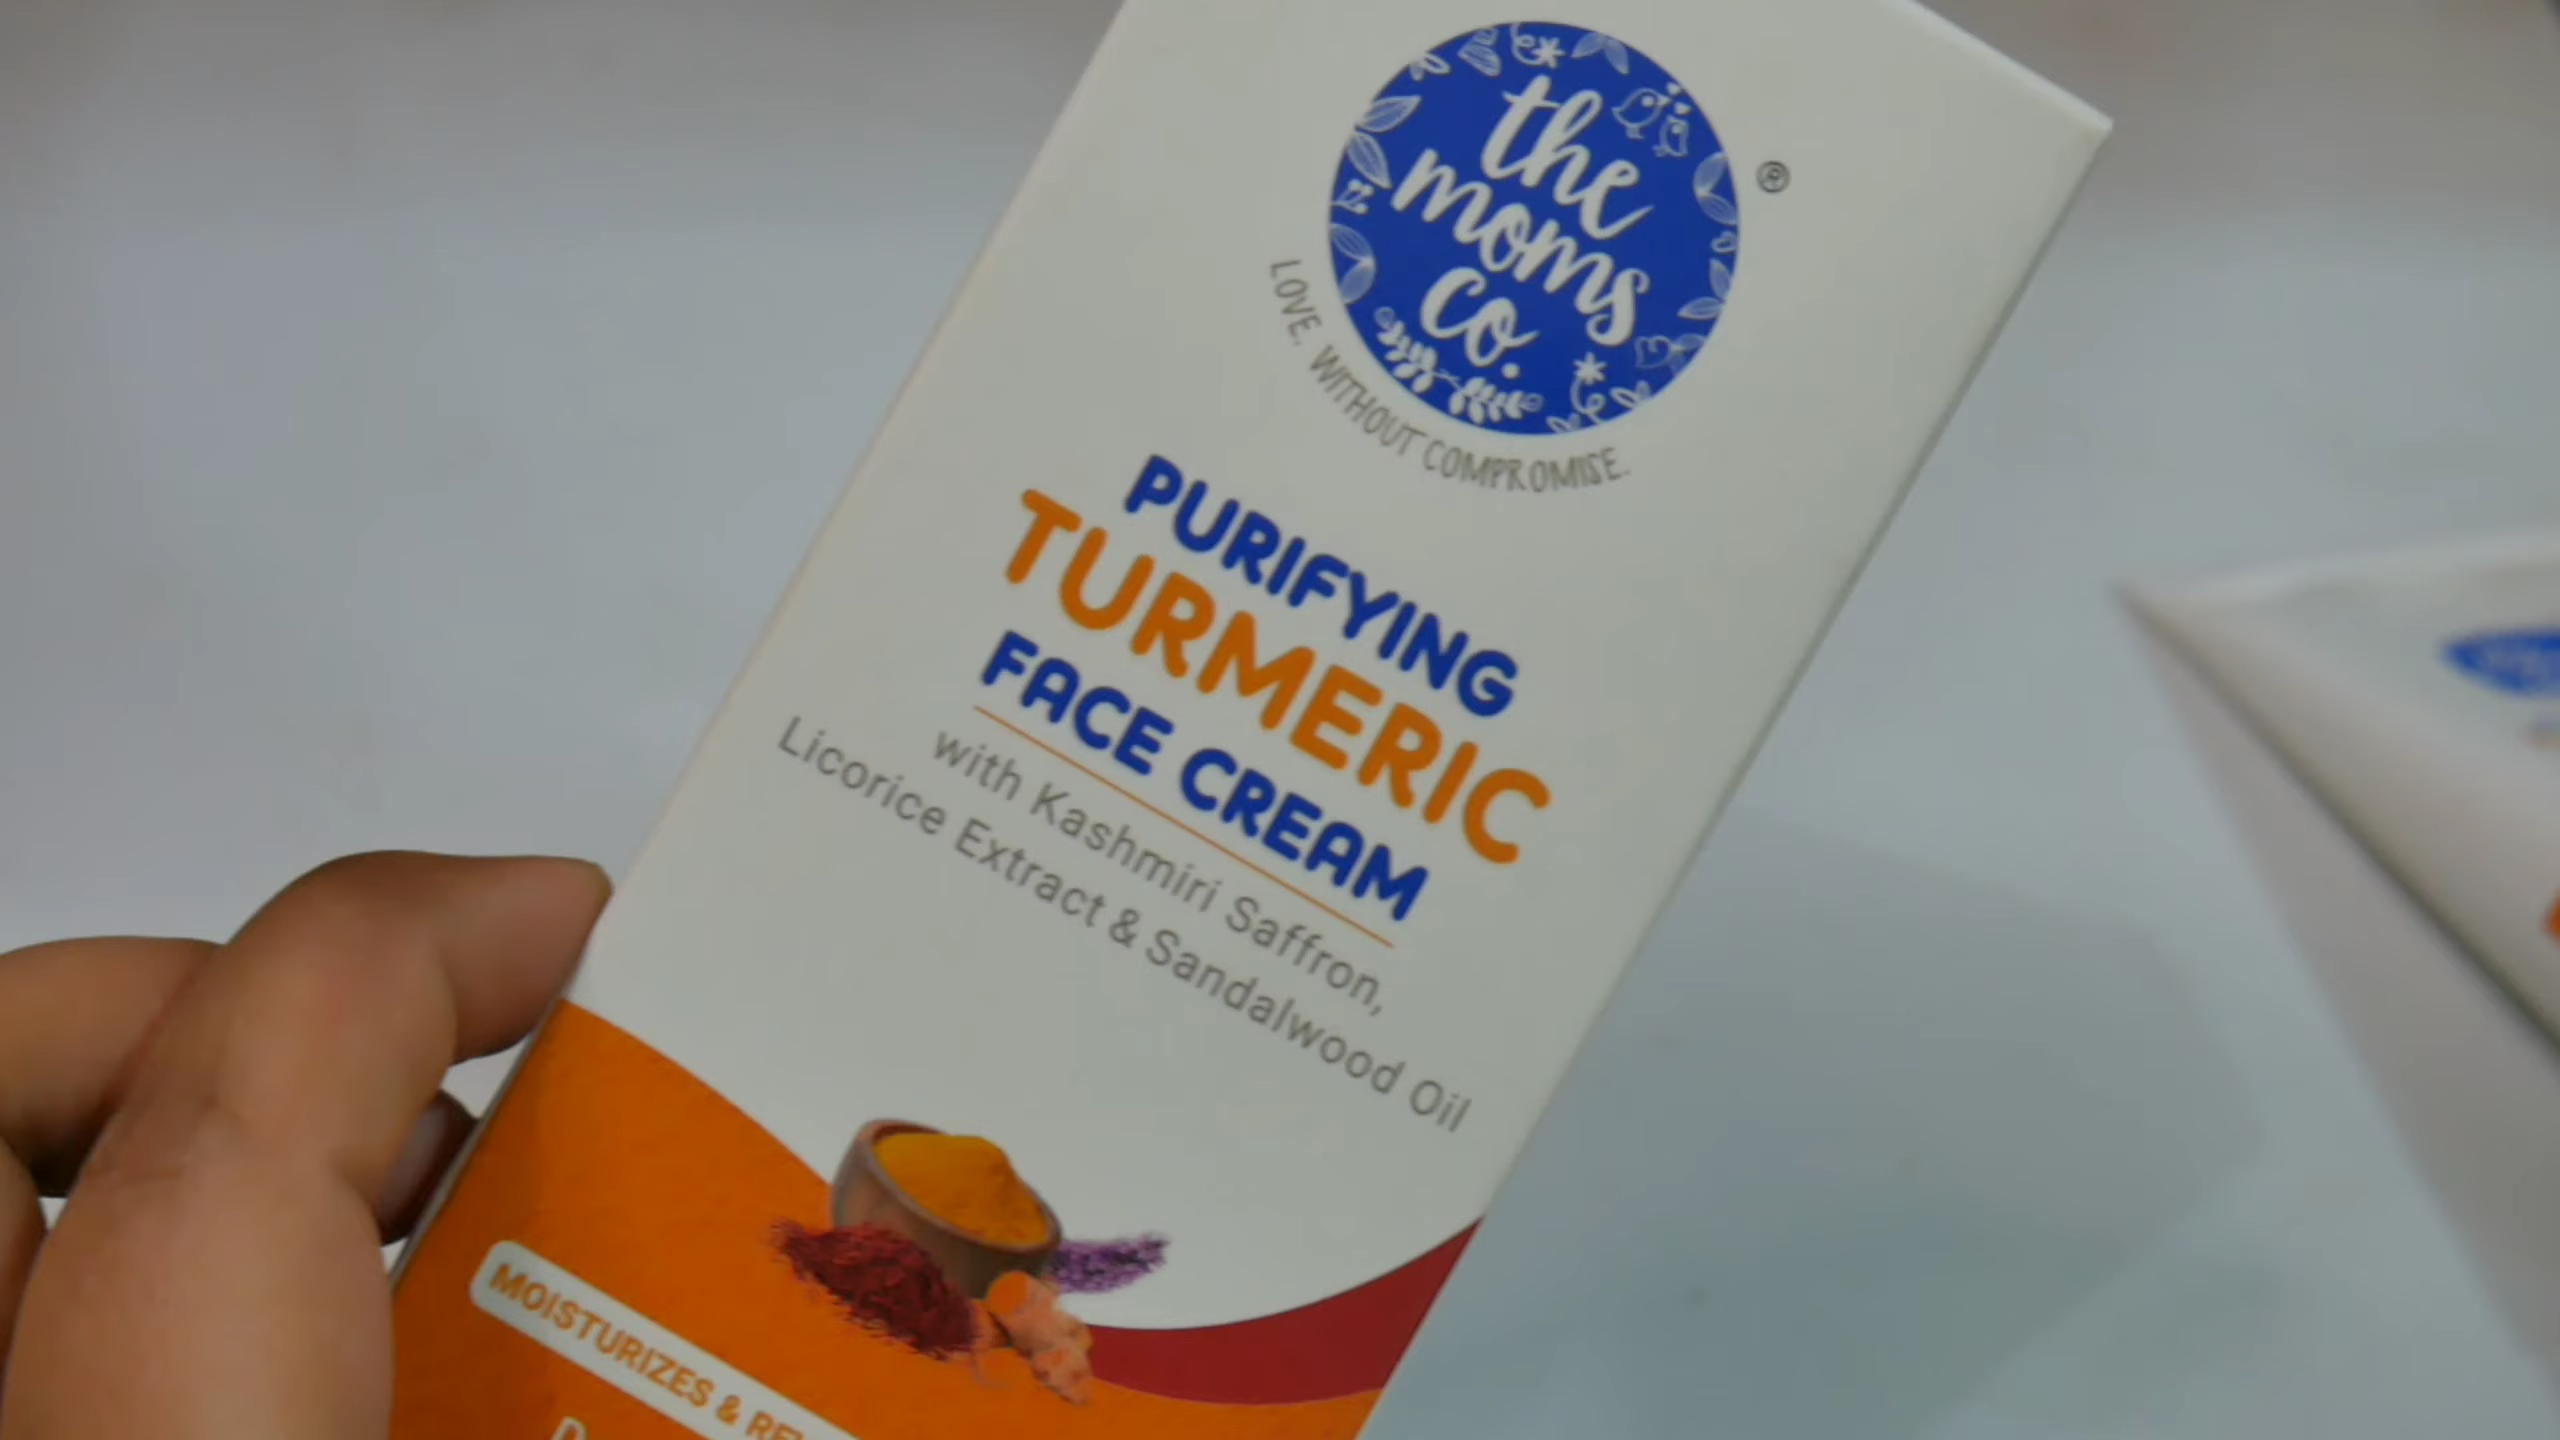 the
moms
co.
®
LOVE. WITHOUT COMPROMISE.
PURIFYING
TURMERIC
FACE CREAM
with Kashmiri Saffron,
Licorice Extract & Sandalwood Oil
MOISTURIZES &